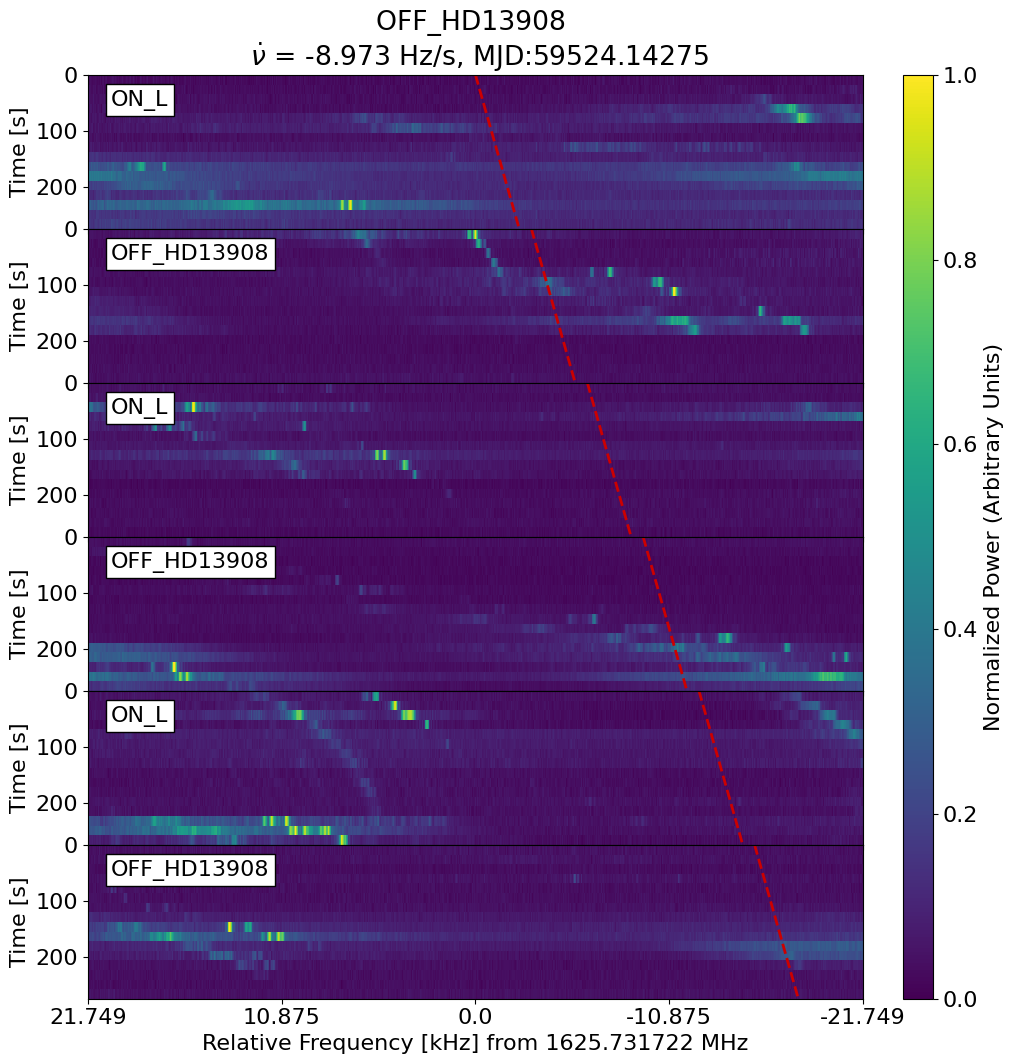 OFF_HD13908
ν̇ = -8.973 Hz/s, MJD:59524.14275
0
100
200
Time [s]
ON_L
0
100
200
Time [s]
OFF_HD13908
0
100
200
Time [s]
ON_L
0
100
200
Time [s]
OFF_HD13908
0
100
200
Time [s]
ON_L
0
100
200
Time [s]
OFF_HD13908
21.749 10.875 0.0 -10.875 -21.749
Relative Frequency [kHz] from 1625.731722 MHz
1.0
0.8
0.6
0.4
0.2
0.0
Normalized Power (Arbitrary Units)